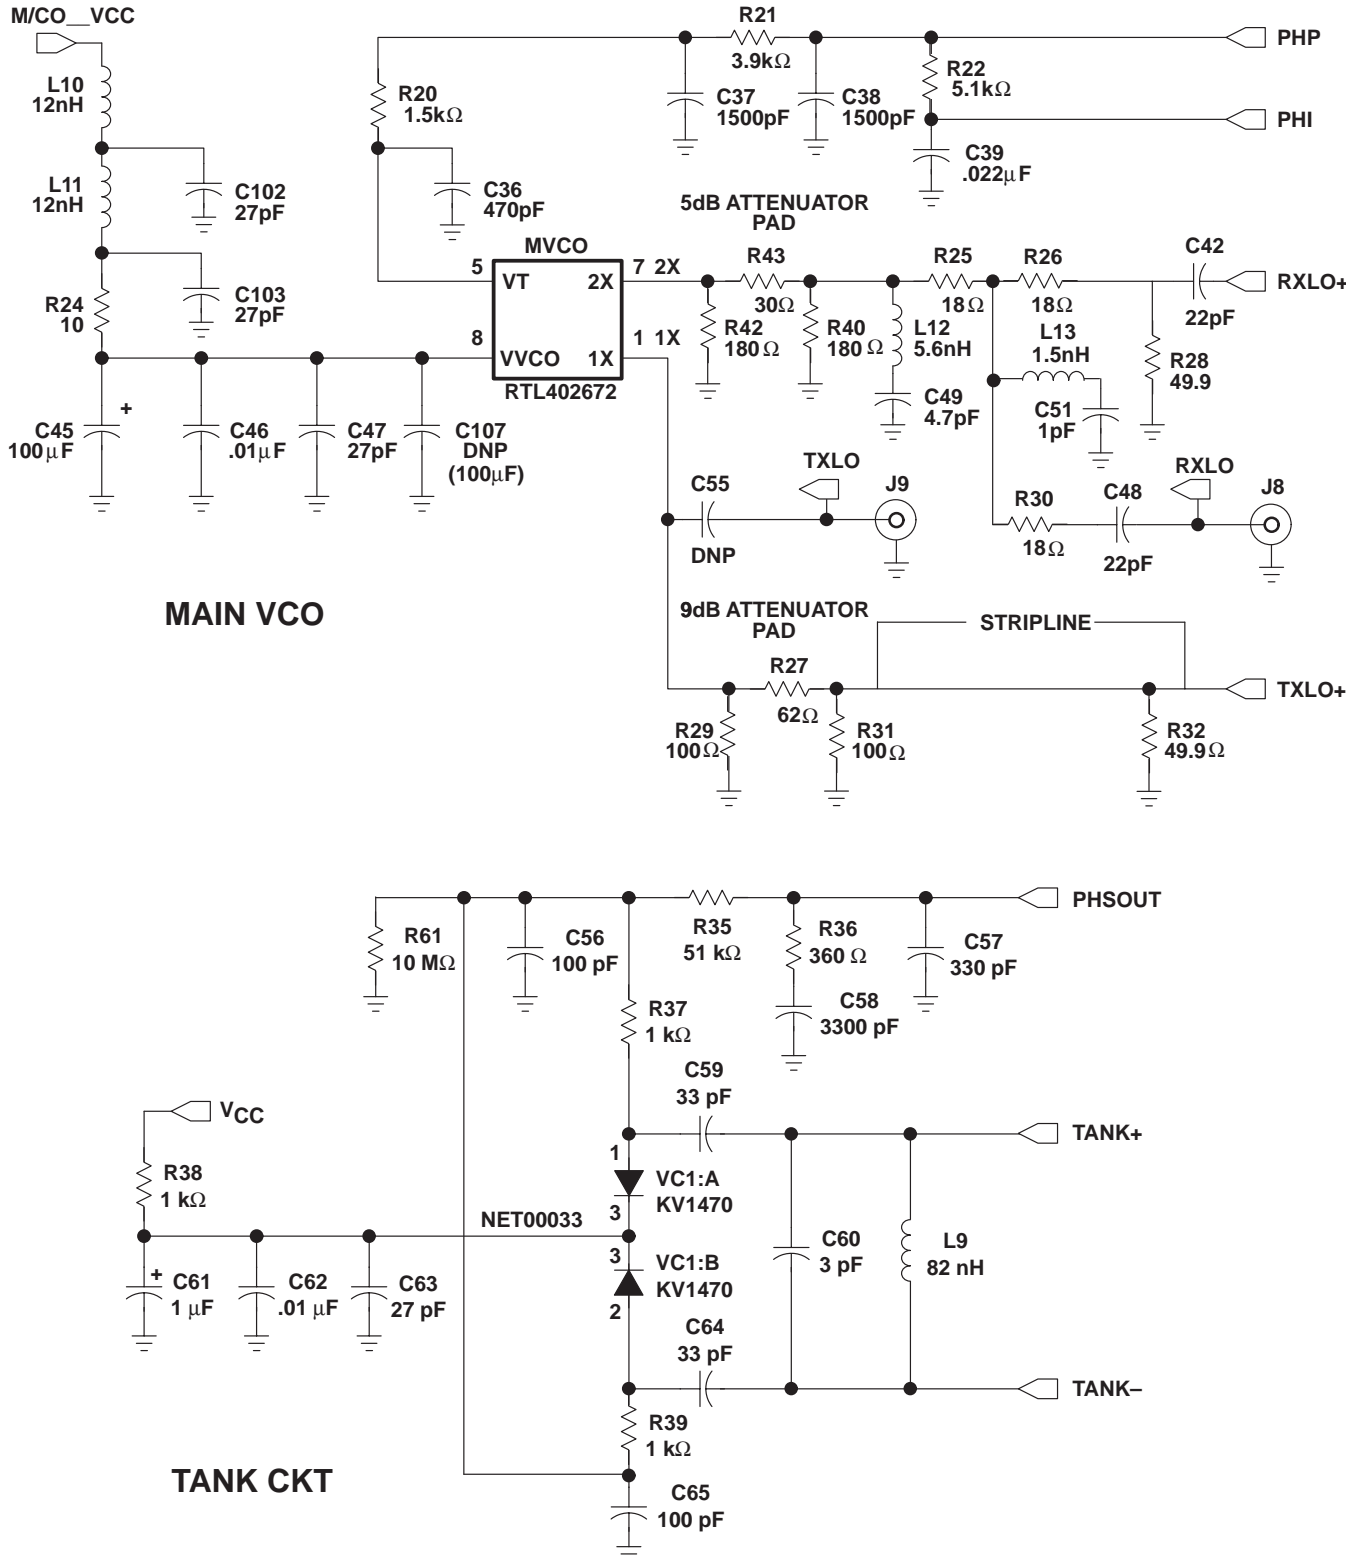 M/CO__VCC
L10
12nH
L11
12nH
C102
27pF
C103
27pF
R24
10
C45
100μF
+
C46
.01μF
C47
27pF
C107
DNP
(100μF)
R20
1.5kΩ
C36
470pF
R21
3.9kΩ
C37
1500pF
C38
1500pF
R22
5.1kΩ
C39
.022μF
PHP
PHI
MVCO
5
VT
8
VVCO
7 2X
2X
1 1X
1X
RTL402672
5dB ATTENUATOR
PAD
R43
30Ω
R42
180Ω
R40
180Ω
L12
5.6nH
C49
4.7pF
R25
18Ω
R26
18Ω
L13
1.5nH
C51
1pF
C42
22pF
R28
49.9
RXLO+
C55
DNP
TXLO
J9
R30
18Ω
C48
22pF
RXLO
J8
MAIN VCO
9dB ATTENUATOR
PAD
R27
62Ω
R29
100Ω
R31
100Ω
STRIPLINE
R32
49.9Ω
TXLO+
R61
10 MΩ
C56
100 pF
R35
51 kΩ
R36
360 Ω
C58
3300 pF
C57
330 pF
PHSOUT
R37
1 kΩ
C59
33 pF
VCC
R38
1 kΩ
NET00033
1
VC1:A
KV1470
3
3
VC1:B
KV1470
2
C60
3 pF
L9
82 nH
TANK+
TANK–
+
C61
1 μF
C62
.01 μF
C63
27 pF
C64
33 pF
R39
1 kΩ
C65
100 pF
TANK CKT